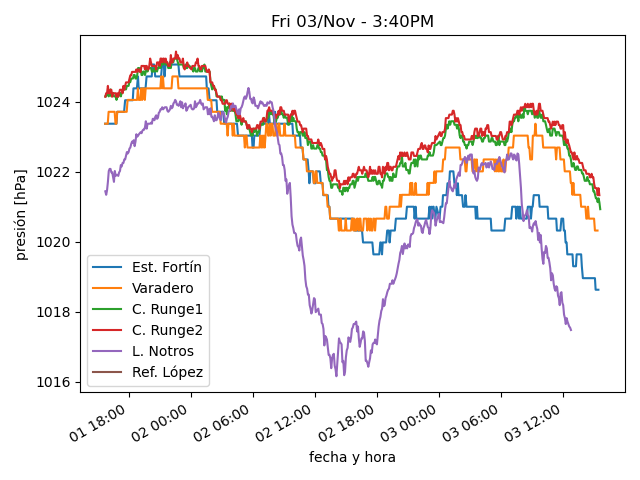 Fri 03/Nov - 3:40PM
presión [hPa]
1024
1022
1020
1018
1016
Est. Fortín
Varadero
C. Runge1
C. Runge2
L. Notros
Ref. López
01 18:00
02 00:00
02 06:00
02 12:00
02 18:00
03 00:00
03 06:00
03 12:00
fecha y hora